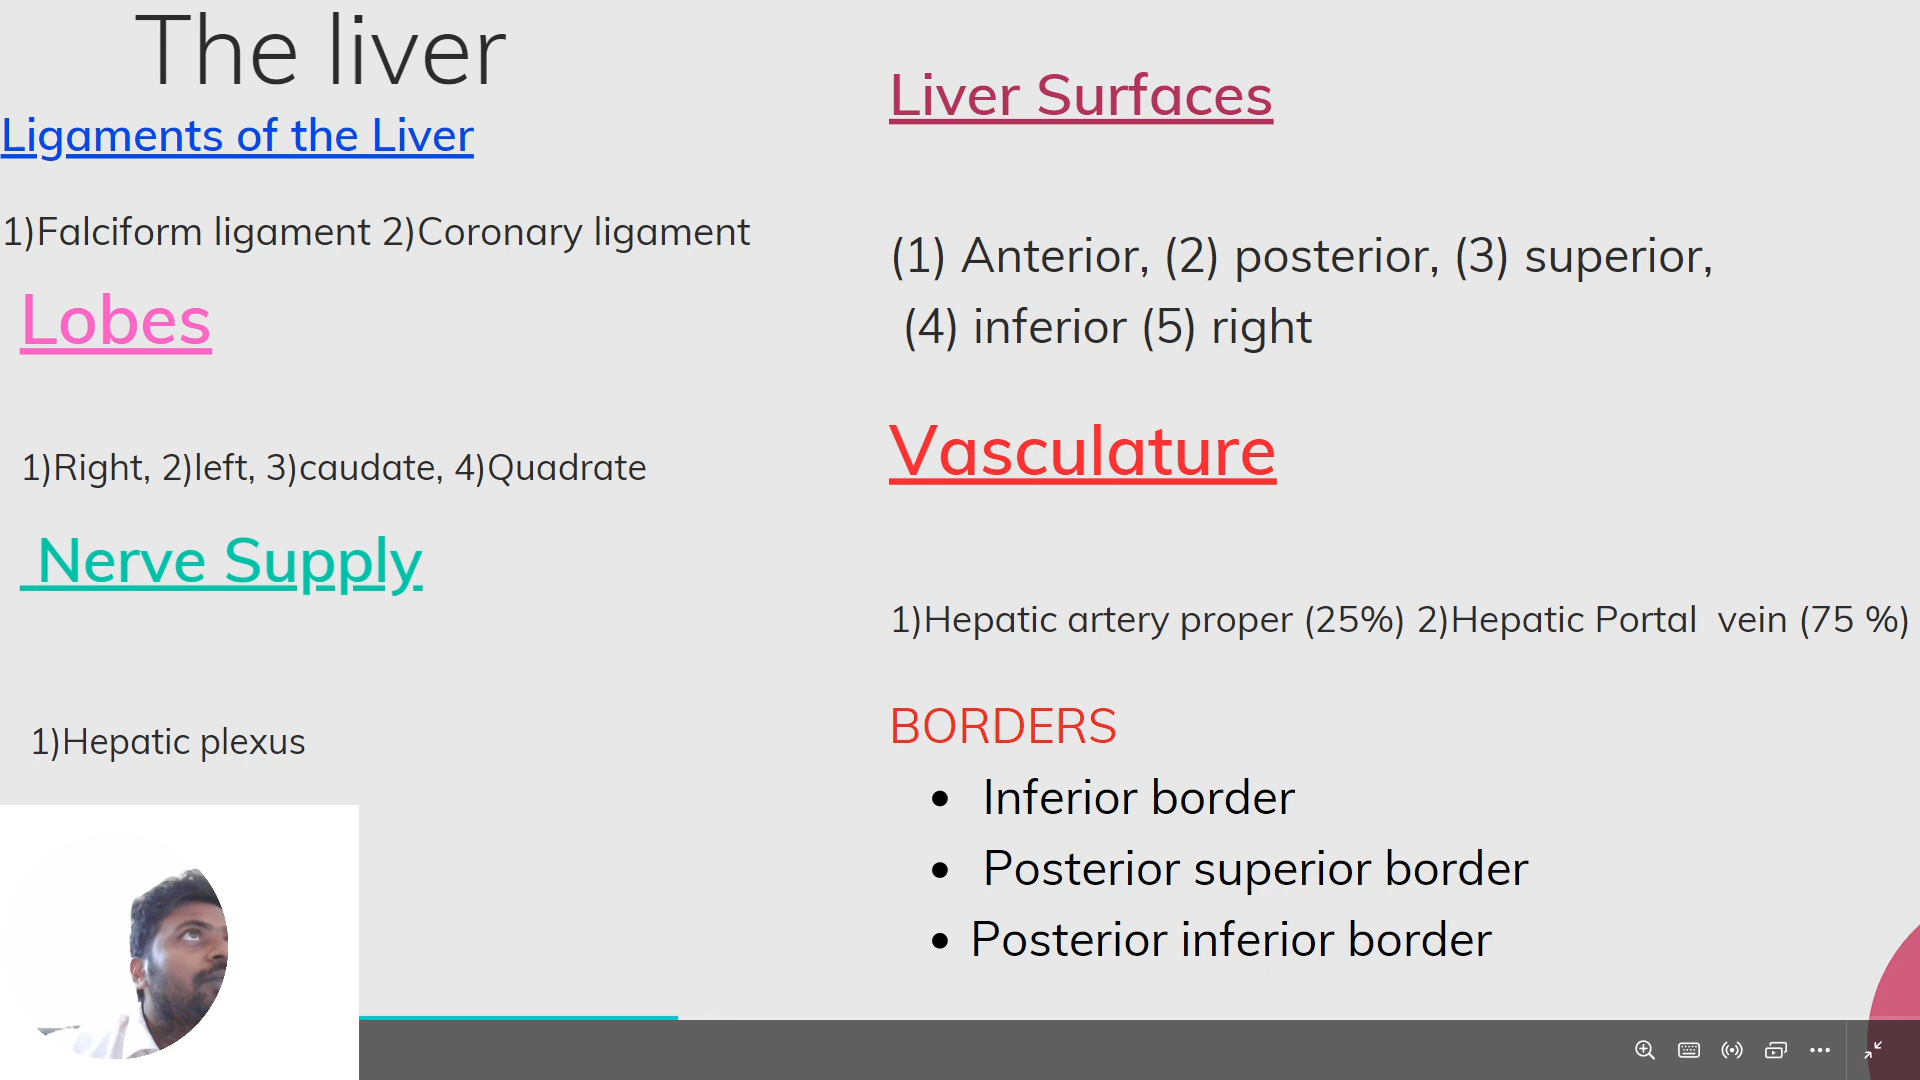 The liver
Ligaments of the Liver
1)Falciform ligament 2)Coronary ligament
Lobes
1)Right, 2)left, 3)caudate, 4)Quadrate
Nerve Supply
1)Hepatic plexus
Liver Surfaces
(1) Anterior, (2) posterior, (3) superior,
(4) inferior (5) right
Vasculature
1)Hepatic artery proper (25%) 2)Hepatic Portal vein (75 %)
BORDERS
• Inferior border
• Posterior superior border
• Posterior inferior border